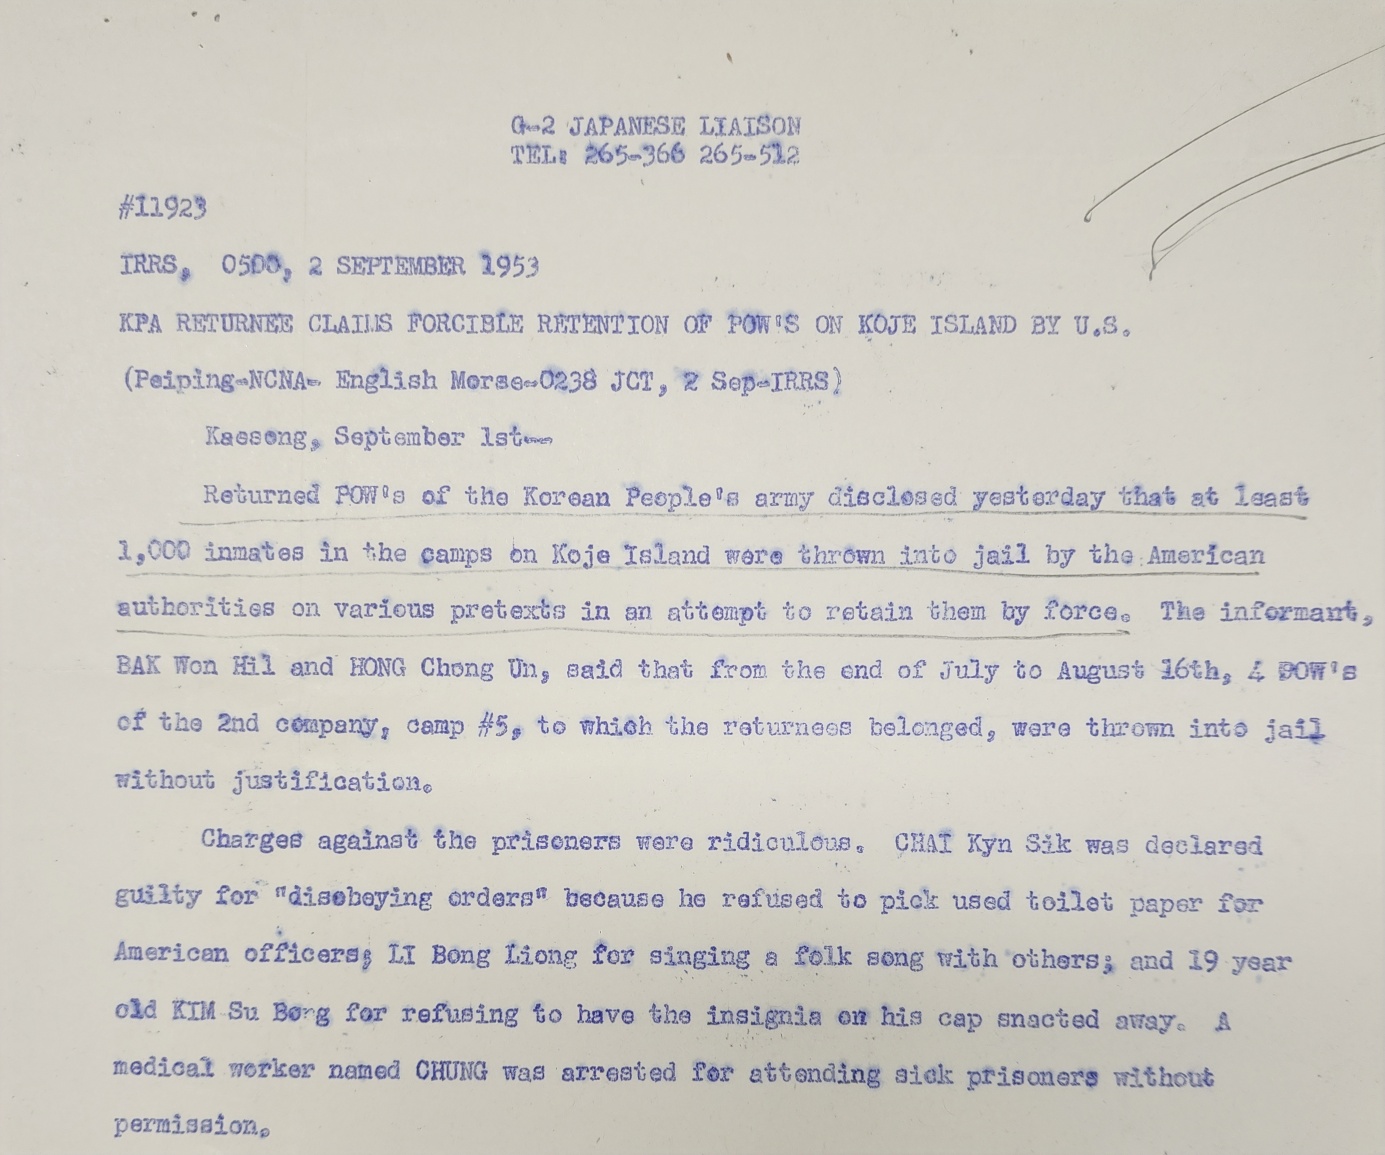 G-2 JAPANESE LIAISON
TEL: 265-366 265-512
#11923
IRRS, 0500, 2 SEPTEMBER 1953
KPA RETURNEE CLAIMS FORCIBLE RETENTION OF POW'S ON KOJE ISLAND BY U.S.
(Peiping-NCNA- English Morse-0238 JCT, 2 Sep-IRRS)
Kaesong, September 1st--
Returned POW's of the Korean People's army disclosed yesterday that at least
1,000 inmates in the camps on Koje Island were thrown into jail by the American
authorities on various pretexts in an attempt to retain them by force. The informant,
BAK Won Hil and HONG Chong Un, said that from the end of July to August 16th, 4 POW's
of the 2nd company, camp #5, to which the returnees belonged, were thrown into jail
without justification.
Charges against the prisoners were ridiculous. CHAI Kyn Sik was declared
guilty for "disobeying orders" because he refused to pick used toilet paper for
American officers; LI Bong Liong for singing a folk song with others; and 19 year
old KIM Su Bong for refusing to have the insignia on his cap snacted away. A
medical worker named CHUNG was arrested for attending sick prisoners without
permission.